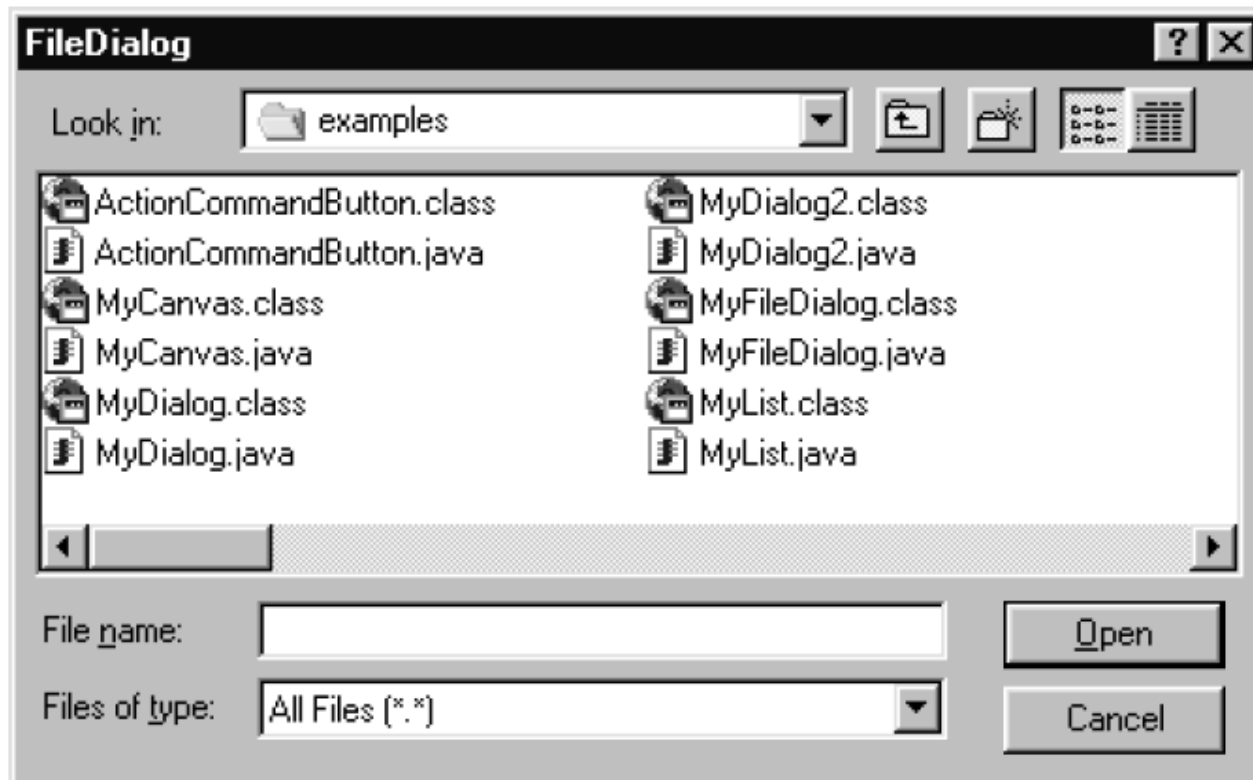 FileDialog
Look in: examples
ActionCommandButton.class
ActionCommandButton.java
MyCanvas.class
MyCanvas.java
MyDialog.class
MyDialog.java
MyDialog2.class
MyDialog2.java
MyFileDialog.class
MyFileDialog.java
MyList.class
MyList.java
File name:
Open
Files of type: All Files (*.*)
Cancel